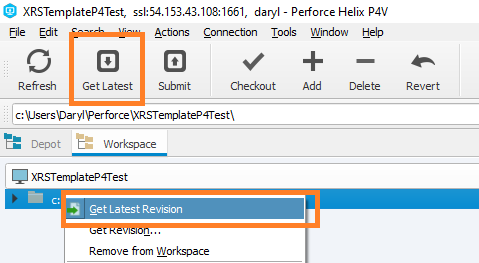 XRSTemplateP4Test, ssl:54.153.43.108:1661, daryl - Perforce Helix P4V
File Edit Search View Actions Connection Tools Window Help
Refresh Get Latest Submit Checkout Add Delete Revert
c:\Users\Daryl\Perforce\XRSTemplateP4Test\
Depot Workspace
XRSTemplateP4Test
c:
Get Latest Revision
Get Revision...
Remove from Workspace